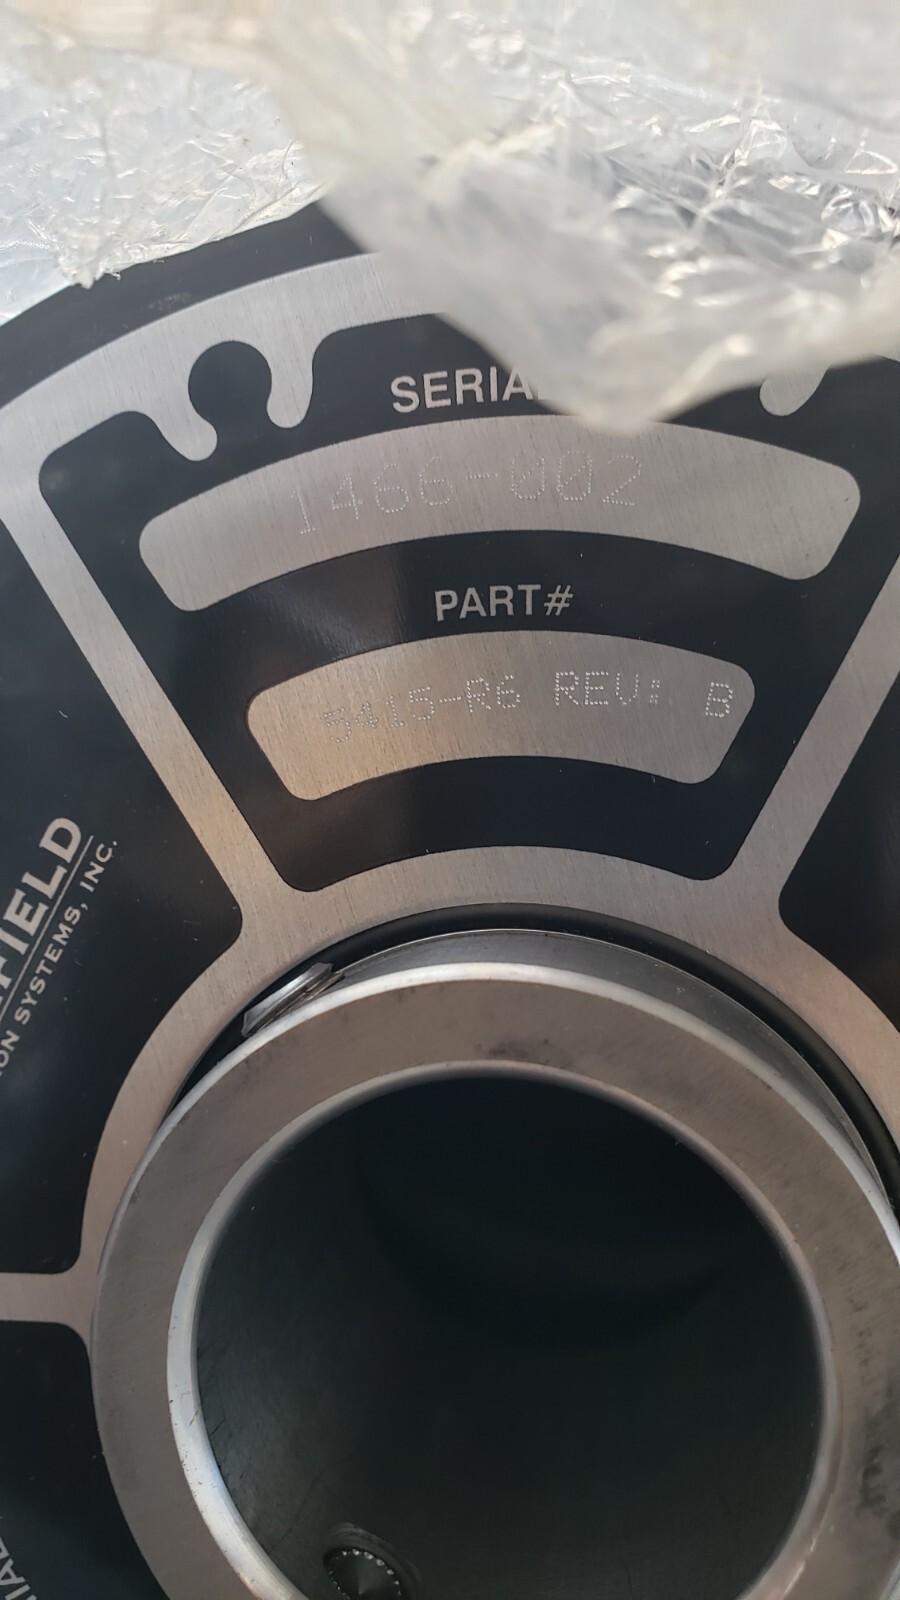 SERIA
1466-002
PART#
5415-R6 REV: B
FIELD
ON SYSTEMS, INC.